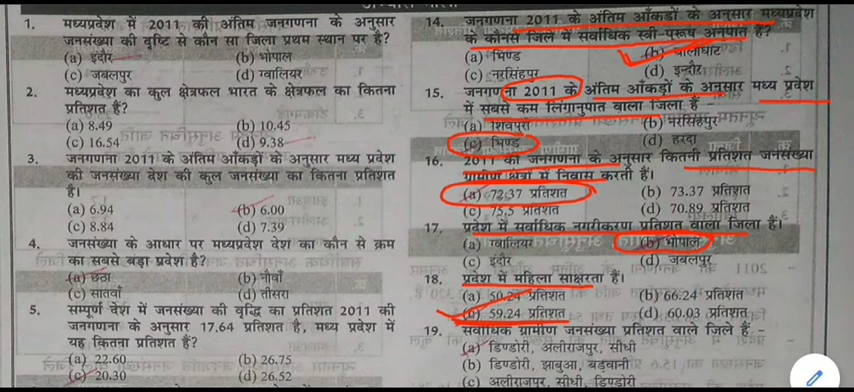 1. मध्यप्रदेश में 2011 की अंतिम जनगणना के अनुसार
जनसंख्या की दृष्टि से कौन सा जिला प्रथम स्थान पर है?
(a) इंदौर (b) भोपाल
(c) जबलपुर (d) ग्वालियर
2. मध्यप्रदेश का कुल क्षेत्रफल भारत के क्षेत्रफल का कितना
प्रतिशत हैं?
(a) 8.49 (b) 10.45
(c) 16.54 (d) 9.38
3. जनगणना 2011 के अंतिम आँकड़ों के अनुसार मध्य प्रदेश
की जनसंख्या देश की कुल जनसंख्या का कितना प्रतिशत
है।
(a) 6.94 (b) 6.00
(c) 8.84 (d) 7.39
4. जनसंख्या के आधार पर मध्यप्रदेश देश का कौन से क्रम
का सबसे बड़ा प्रदेश है?
(a) छठा (b) नौवाँ
(c) सातवाँ (d) तीसरा
5. सम्पूर्ण देश में जनसंख्या की वृद्धि का प्रतिशत 2011 की
जनगणना के अनुसार 17.64 प्रतिशत है, मध्य प्रदेश में
यह कितना प्रतिशत हैं?
(a) 22.60 (b) 26.75
(c) 20.30 (d) 26.52
14. जनगणना 2011 के अंतिम आँकड़ों के अनुसार मध्यप्रदेश
के कौनसे जिले में सर्वाधिक स्त्री-पुरूष अनुपात है?
(a) भिण्ड (b) बालाघाट
(c) नरसिंहपुर (d) इन्दौर
15. जनगणना 2011 के अंतिम आँकड़ों के अनुसार मध्य प्रदेश
में सबसे कम लिंगानुपात वाला जिला हैं -
(a) शिवपुरी (b) नरसिंहपुर
(c) भिण्ड (d) हरदा
16. 2011 की जनगणना के अनुसार कितनी प्रतिशत जनसंख्या
ग्रामीण क्षेत्रों में निवास करती हैं।
(a) 72.37 प्रतिशत (b) 73.37 प्रतिशत
(c) 75.5 प्रतिशत (d) 70.89 प्रतिशत
17. प्रदेश में सर्वाधिक नगरीकरण प्रतिशत वाला जिला हैं।
(a) ग्वालियर (b) भोपाल
(c) इंदौर (d) जबलपुर
18. प्रदेश में महिला साक्षरता हैं।
(a) 50.24 प्रतिशत (b) 66.24 प्रतिशत
(c) 59.24 प्रतिशत (d) 60.03 प्रतिशत
19. सर्वाधिक ग्रामीण जनसंख्या प्रतिशत वाले जिले हैं. -
(a) डिण्डोरी, अलीराजपुर, सीधी
(b) डिण्डोरी, झाबुआ, बड़वानी
(c) अलीराजपुर, सीधी, डिण्डोरी